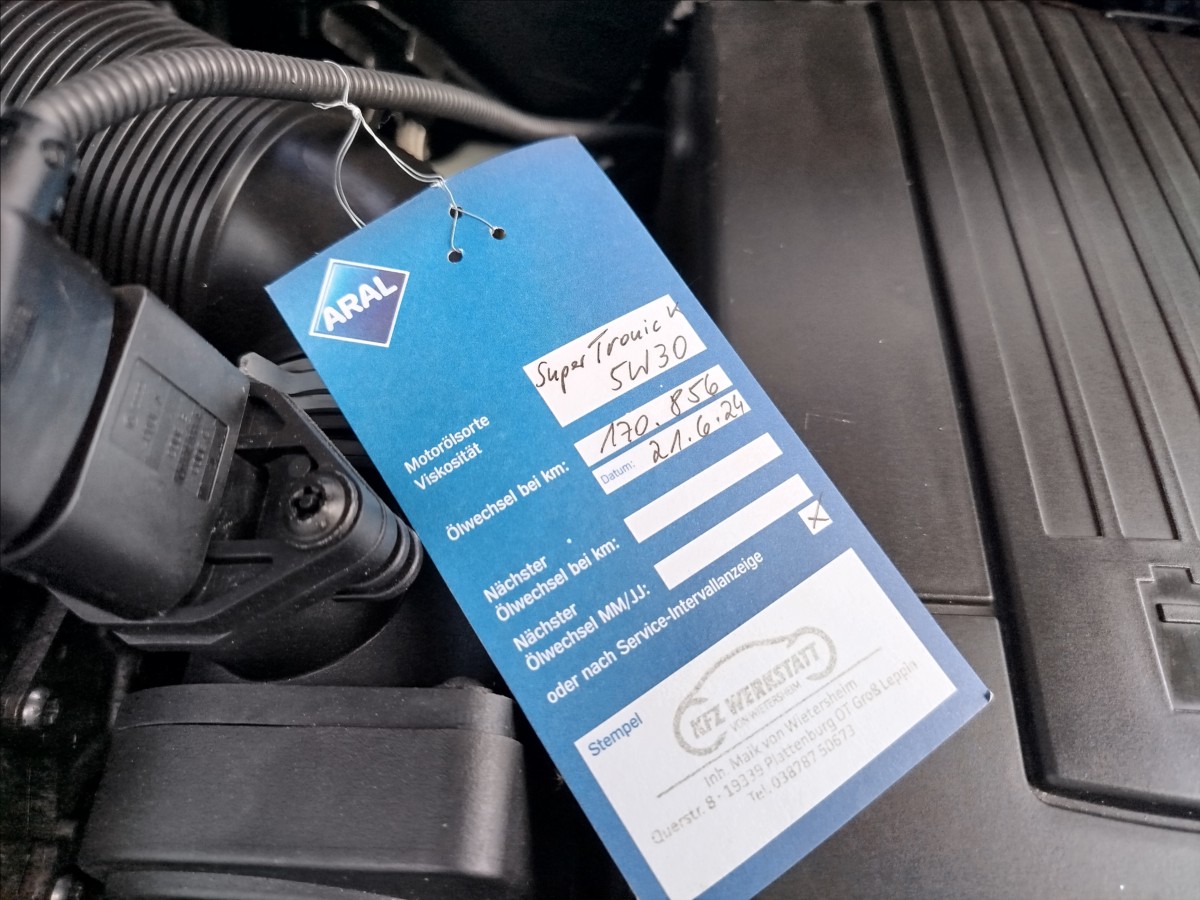 ARAL
Motorölsorte
Viskosität
SuperTronic K
5W30
Ölwechsel bei km:
170.856
Datum: 21.6.24
Nächster
Ölwechsel bei km:
Nächster
Ölwechsel MM/JJ:
oder nach Service-Intervallanzeige
X
Stempel
KFZ WERKSTATT
VON WIETERSHEIM
Inh. Maik von Wietersheim
Querstr. 8 · 19339 Plattenburg OT Groß Leppin
Tel. 038787 50673